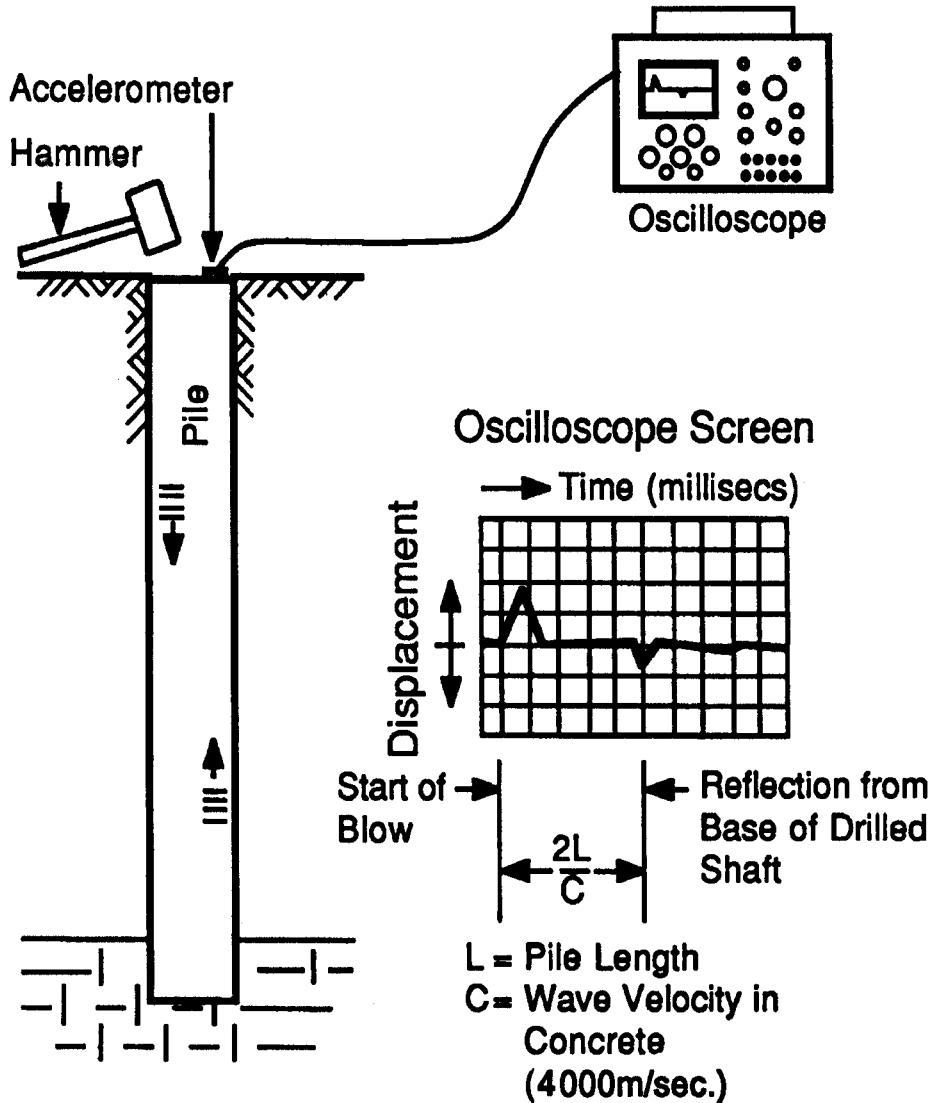 Accelerometer
Hammer
Oscilloscope
Pile
Oscilloscope Screen
Time (millisecs)
Displacement
Start of
Blow
2L
C
Reflection from
Base of Drilled
Shaft
L = Pile Length
C= Wave Velocity in
Concrete
(4000m/sec.)